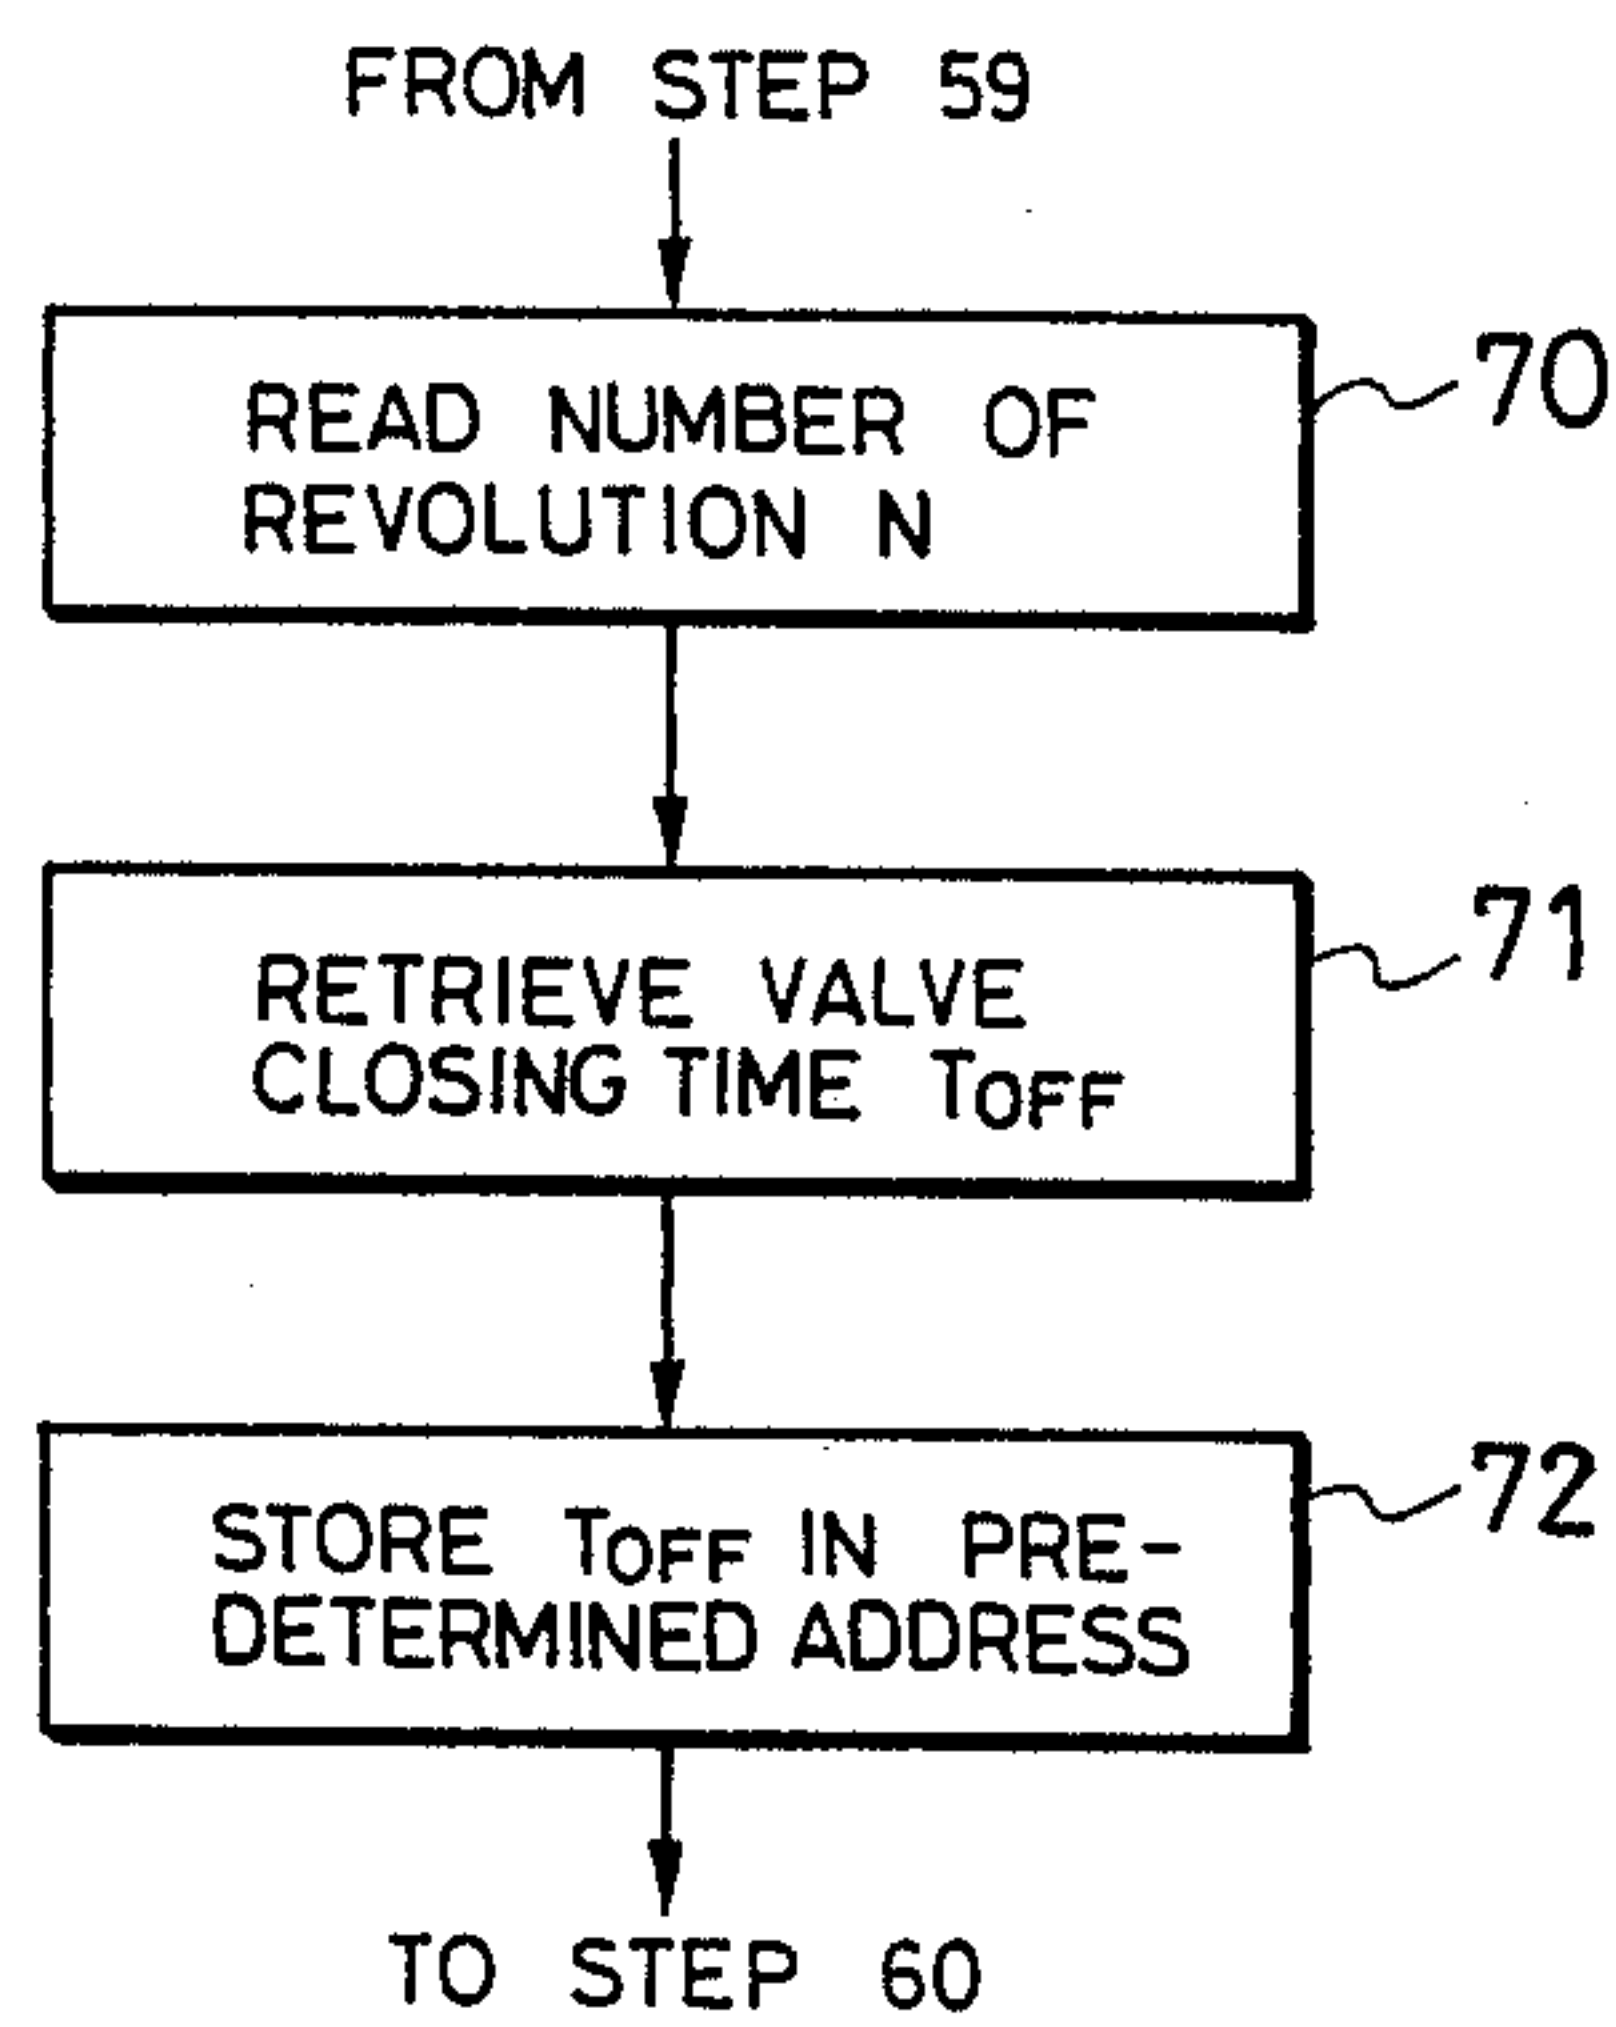 FROM STEP 59
READ NUMBER OF
REVOLUTION N
70
RETRIEVE VALVE
CLOSING TIME TOFF
71
STORE TOFF IN PRE-
DETERMINED ADDRESS
72
TO STEP 60